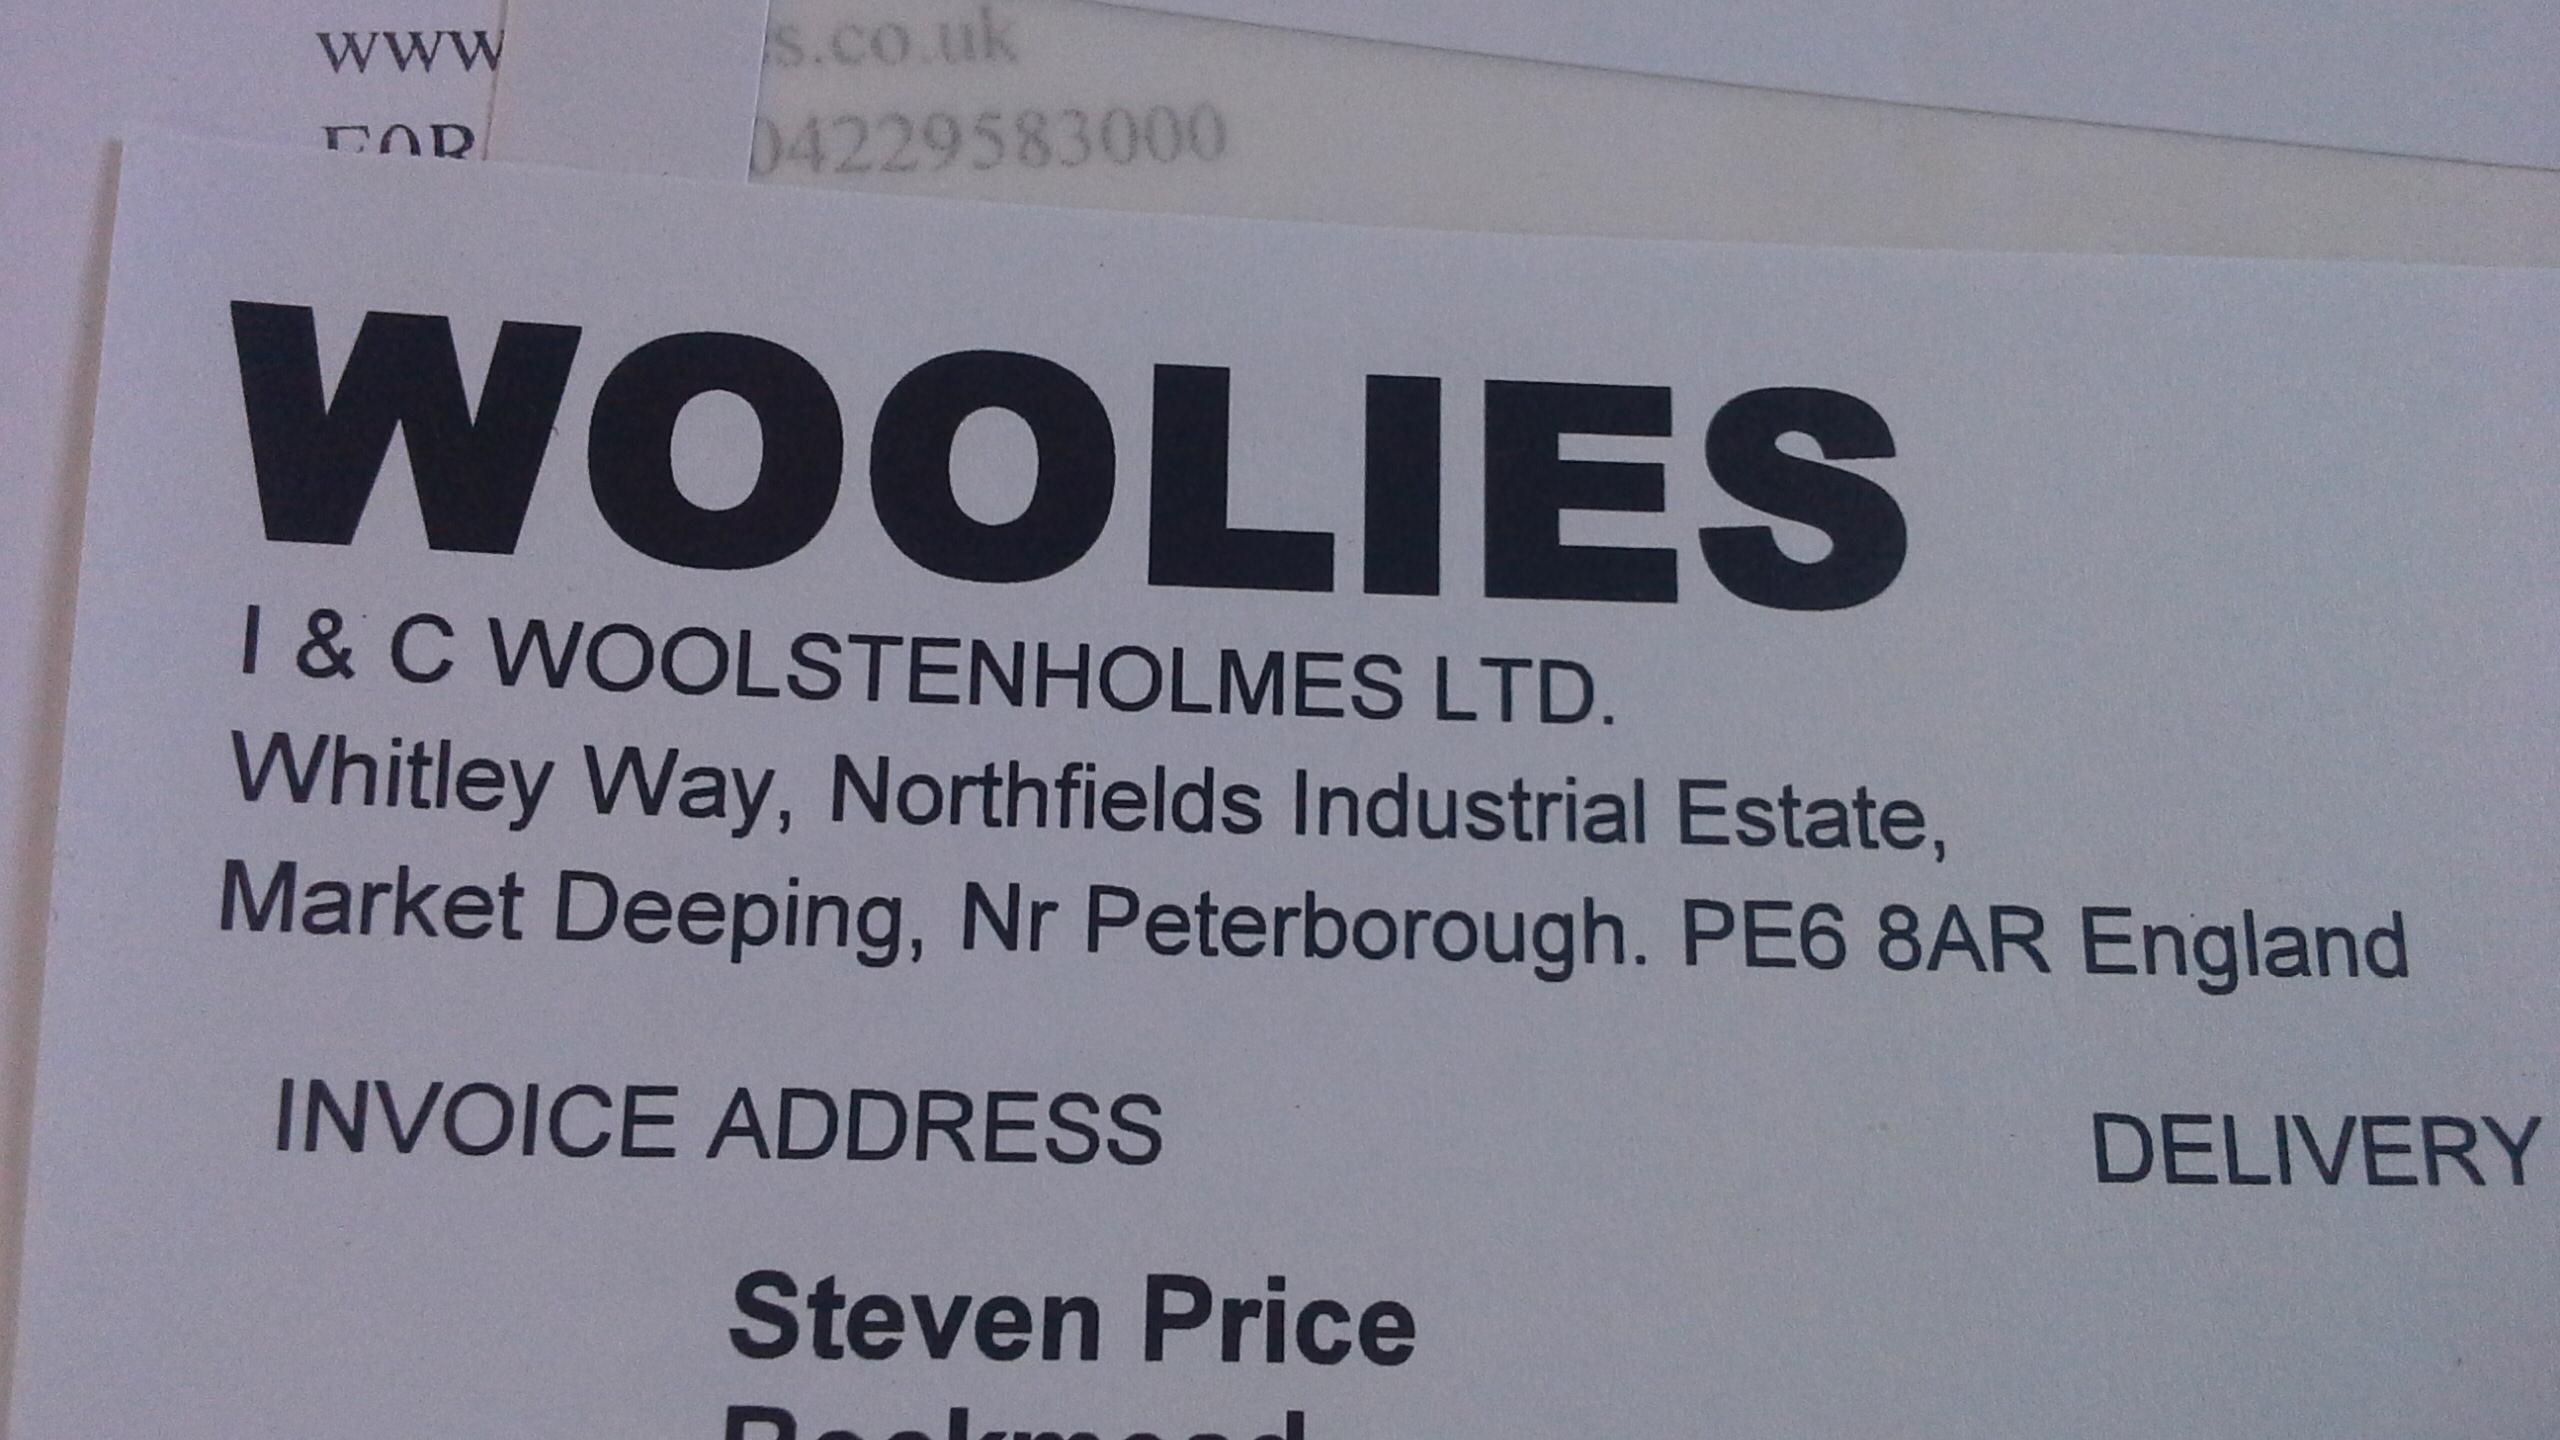 www
s.co.uk
04229583000
WOOLIES
I & C WOOLSTENHOLMES LTD.
Whitley Way, Northfields Industrial Estate,
Market Deeping, Nr Peterborough. PE6 8AR England
INVOICE ADDRESS
DELIVERY
Steven Price